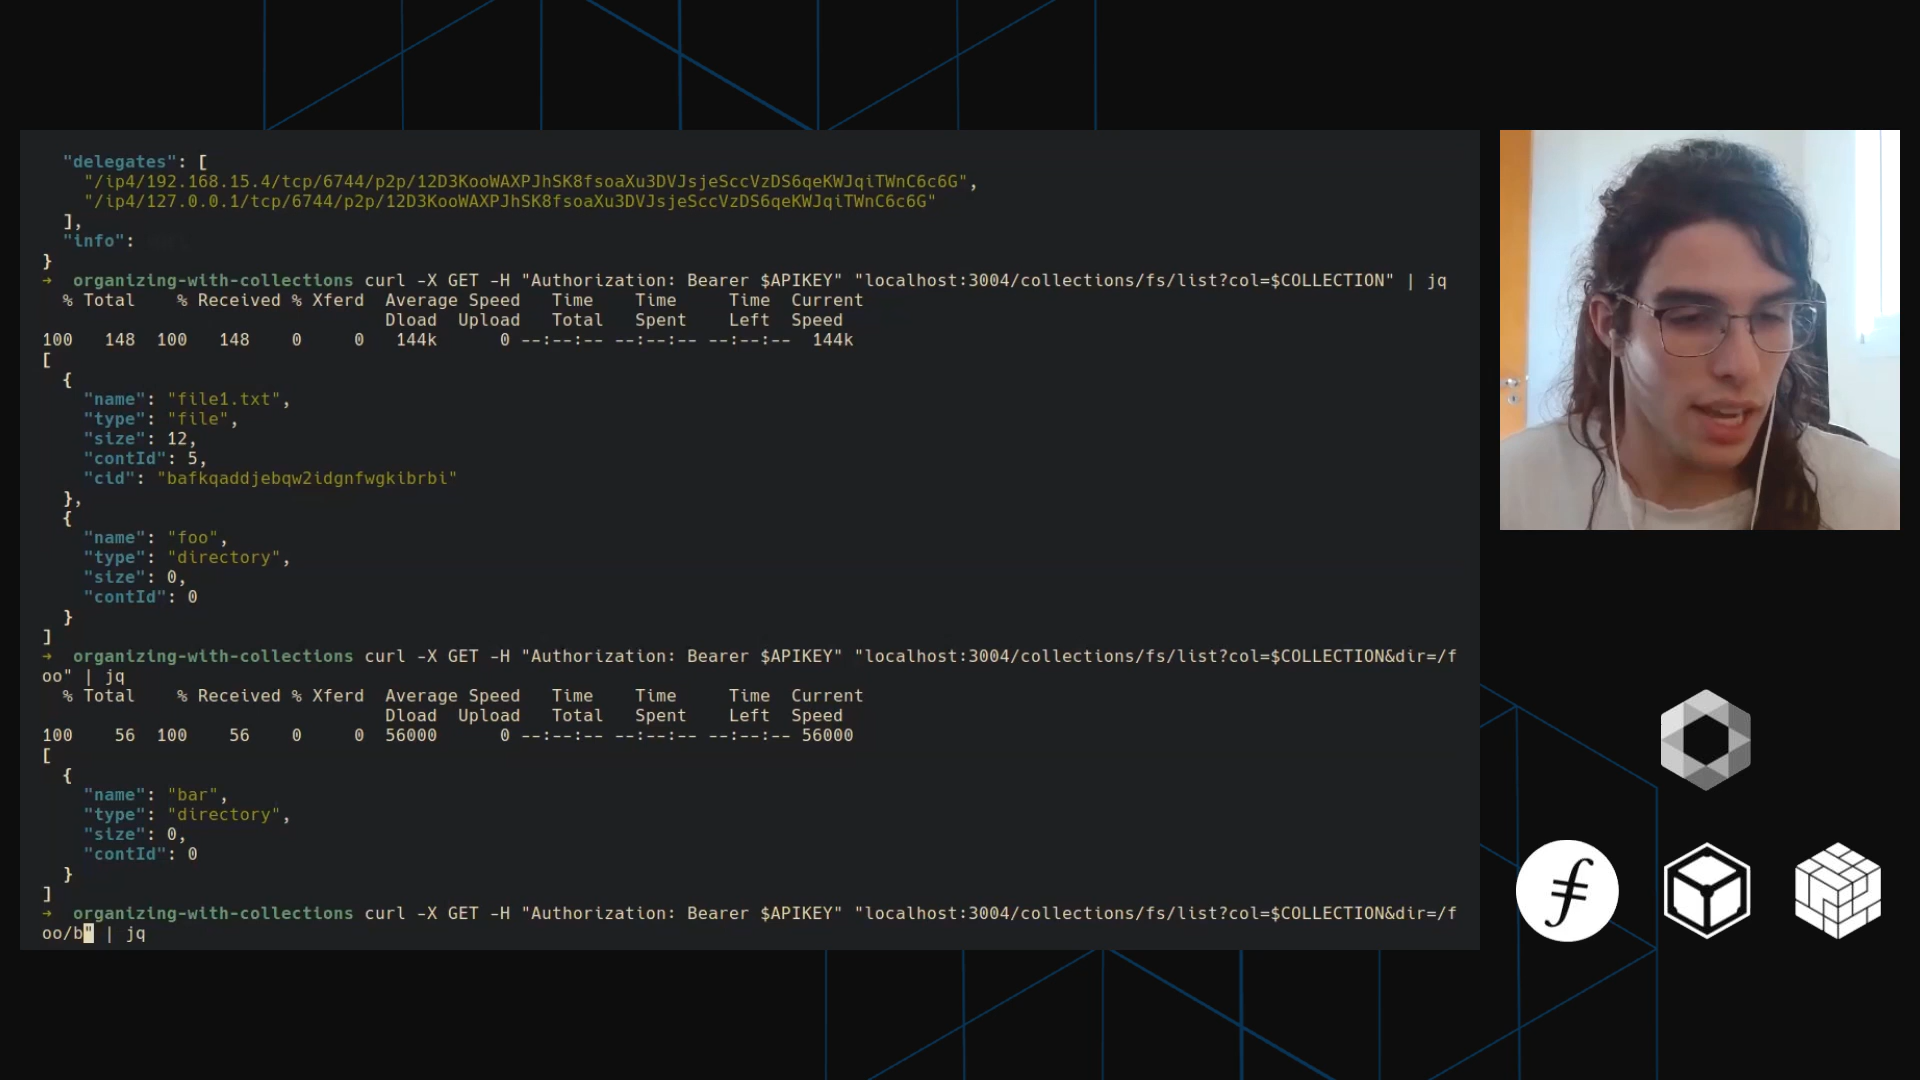 "delegates": [
"/ip4/192.168.15.4/tcp/6744/p2p/12D3KooWAXPJhSK8fsoaXu3DVJsjeSccVzDS6qeKWJqiTWnC6c6G",
"/ip4/127.0.0.1/tcp/6744/p2p/12D3KooWAXPJhSK8fsoaXu3DVJsjeSccVzDS6qeKWJqiTWnC6c6G"
],
"info":
}
➜ organizing-with-collections curl -X GET -H "Authorization: Bearer $APIKEY" "localhost:3004/collections/fs/list?col=$COLLECTION" | jq
% Total % Received % Xferd Average Speed Time Time Time Current
Dload Upload Total Spent Left Speed
100 148 100 148 0 0 144k 0 --:--:-- --:--:-- --:--:-- 144k
[
{
"name": "file1.txt",
"type": "file",
"size": 12,
"contId": 5,
"cid": "bafkqaddjebqw2idgnfwgkibrbi"
},
{
"name": "foo",
"type": "directory",
"size": 0,
"contId": 0
}
]
➜ organizing-with-collections curl -X GET -H "Authorization: Bearer $APIKEY" "localhost:3004/collections/fs/list?col=$COLLECTION&dir=/f
oo" | jq
% Total % Received % Xferd Average Speed Time Time Time Current
Dload Upload Total Spent Left Speed
100 56 100 56 0 0 56000 0 --:--:-- --:--:-- --:--:-- 56000
[
{
"name": "bar",
"type": "directory",
"size": 0,
"contId": 0
}
]
➜ organizing-with-collections curl -X GET -H "Authorization: Bearer $APIKEY" "localhost:3004/collections/fs/list?col=$COLLECTION&dir=/f
oo/b" | jq